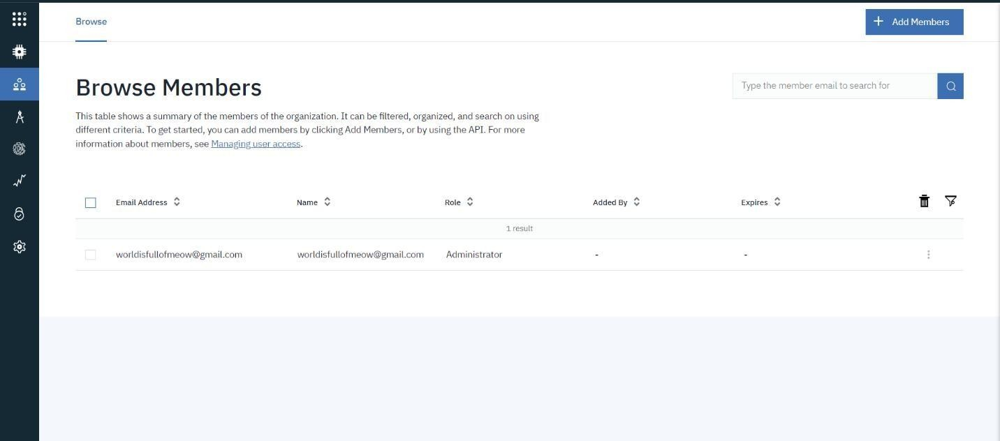 Browse
Add Members
Browse Members
Type the member email to search for
This table shows a summary of the members of the organization. It can be filtered, organized, and search on using
different criteria. To get started, you can add members by clicking Add Members, or by using the API. For more
information about members, see Managing user access.
Email Address Name Role Added By Expires
1 result
worldisfullofmeow@gmail.com worldisfullofmeow@gmail.com Administrator - -